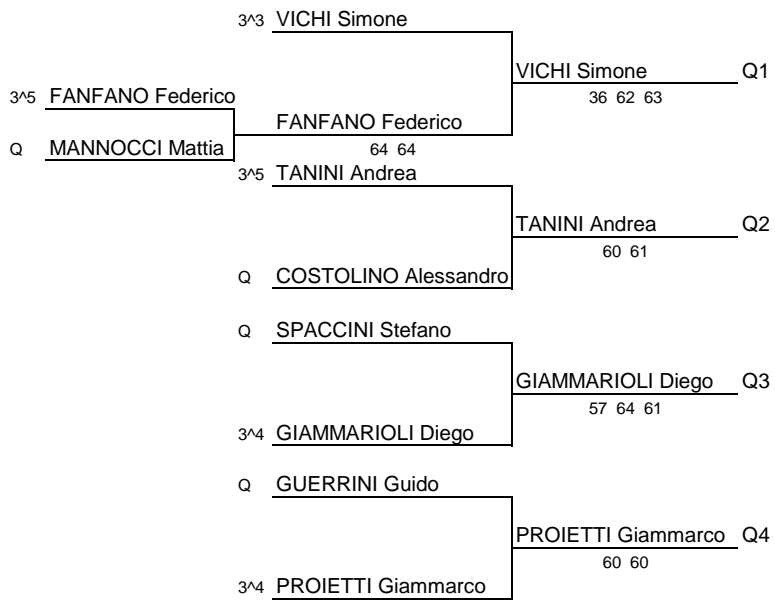 3^3 VICHI Simone
VICHI Simone Q1
36 62 63
3^5 FANFANO Federico
FANFANO Federico
Q MANNOCCI Mattia
64 64
3^5 TANINI Andrea
TANINI Andrea Q2
60 61
Q COSTOLINO Alessandro
Q SPACCINI Stefano
GIAMMARIOLI Diego Q3
57 64 61
3^4 GIAMMARIOLI Diego
Q GUERRINI Guido
PROIETTI Giammarco Q4
60 60
3^4 PROIETTI Giammarco